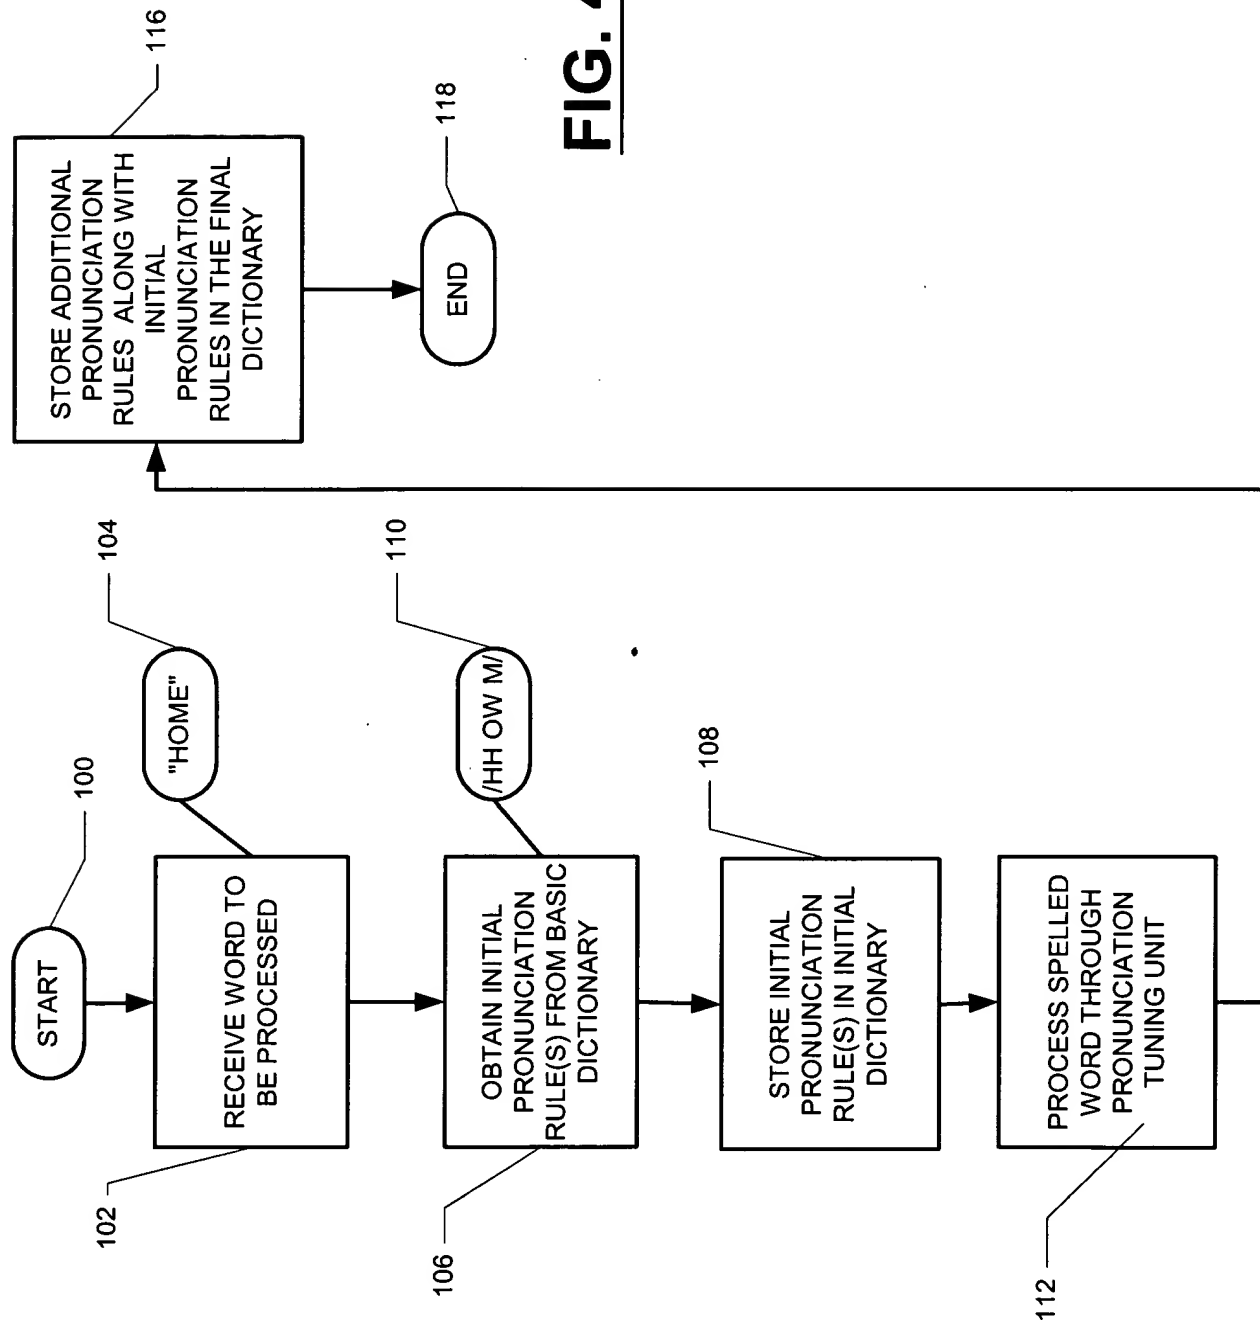 START
100
RECEIVE WORD TO
BE PROCESSED
102
"HOME"
104
OBTAIN INITIAL
PRONUNCIATION
RULE(S) FROM BASIC
DICTIONARY
106
/HH OW M/
110
STORE INITIAL
PRONUNCIATION
RULE(S) IN INITIAL
DICTIONARY
108
PROCESS SPELLED
WORD THROUGH
PRONUNCIATION
TUNING UNIT
112
STORE ADDITIONAL
PRONUNCIATION
RULES ALONG WITH
INITIAL
PRONUNCIATION
RULES IN THE FINAL
DICTIONARY
116
END
118
FIG.